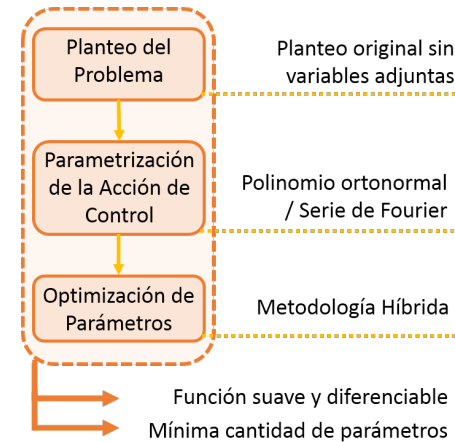 Planteo del
Problema
Planteo original sin
variables adjuntas
Parametrización
de la Acción de
Control
Polinomio ortonormal
/ Serie de Fourier
Optimización de
Parámetros
Metodología Híbrida
Función suave y diferenciable
Mínima cantidad de parámetros